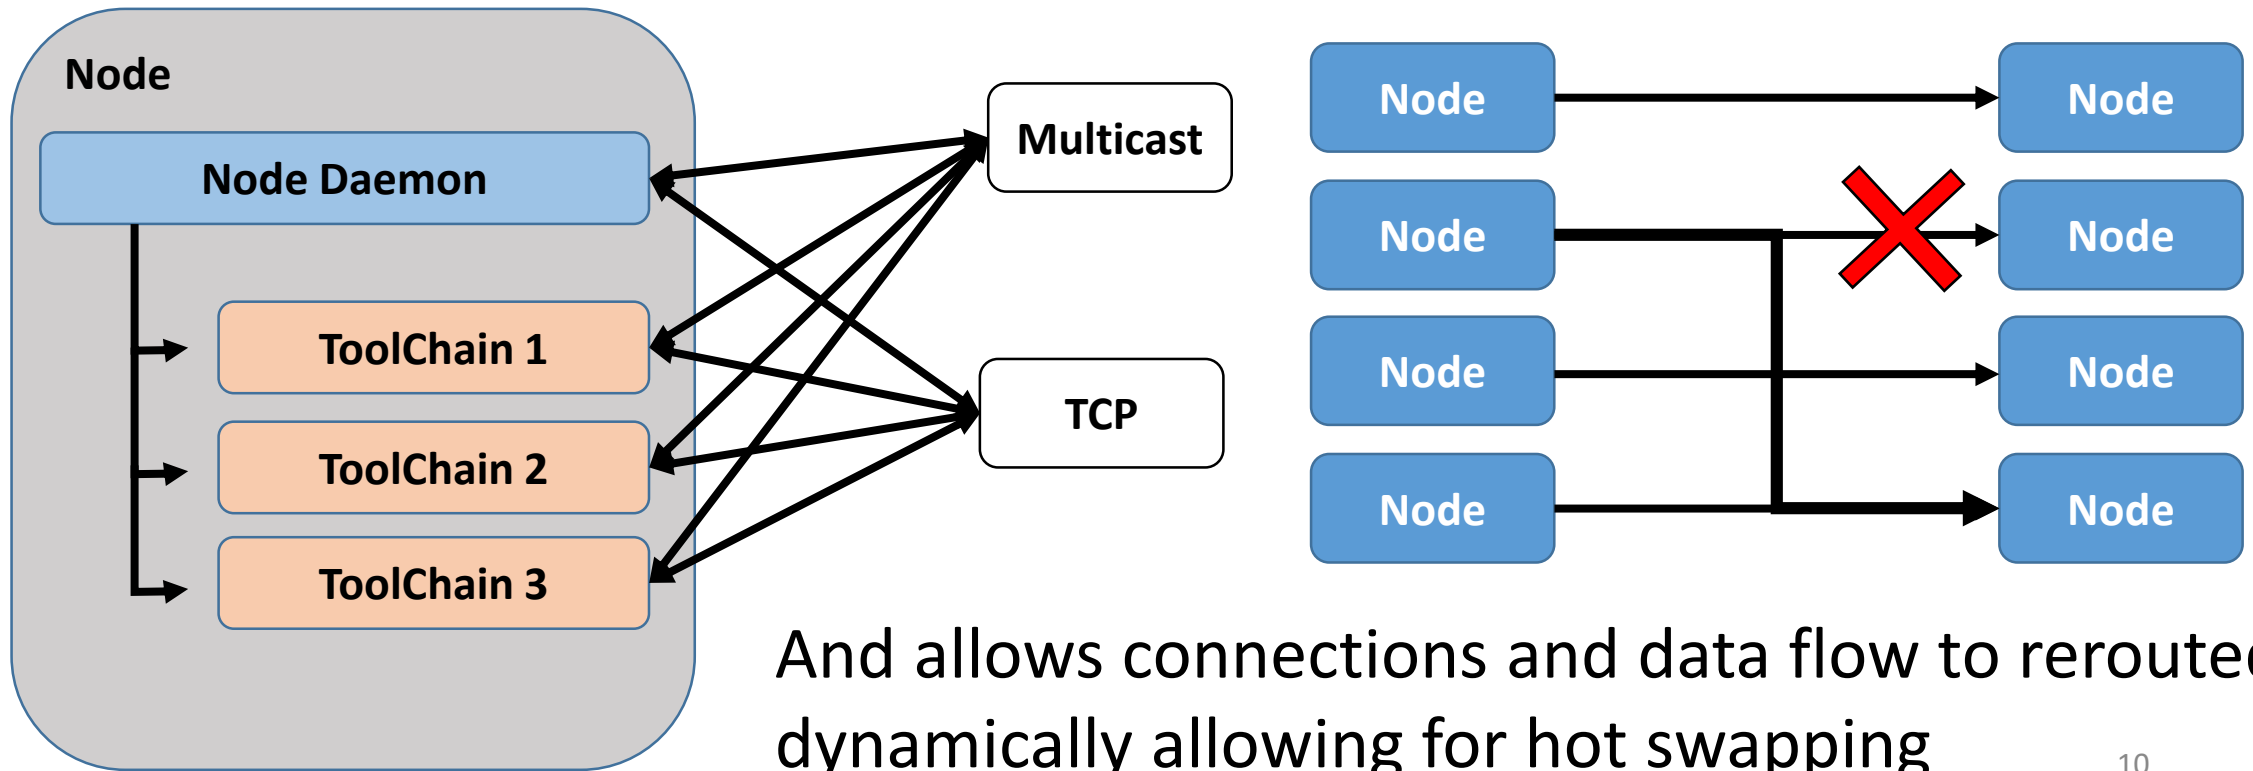 Node
Node Daemon
ToolChain 1
ToolChain 2
ToolChain 3
Multicast
TCP
Node
Node
Node
Node
Node
Node
Node
Node
And allows connections and data flow to rerouted
dynamically allowing for hot swapping
10